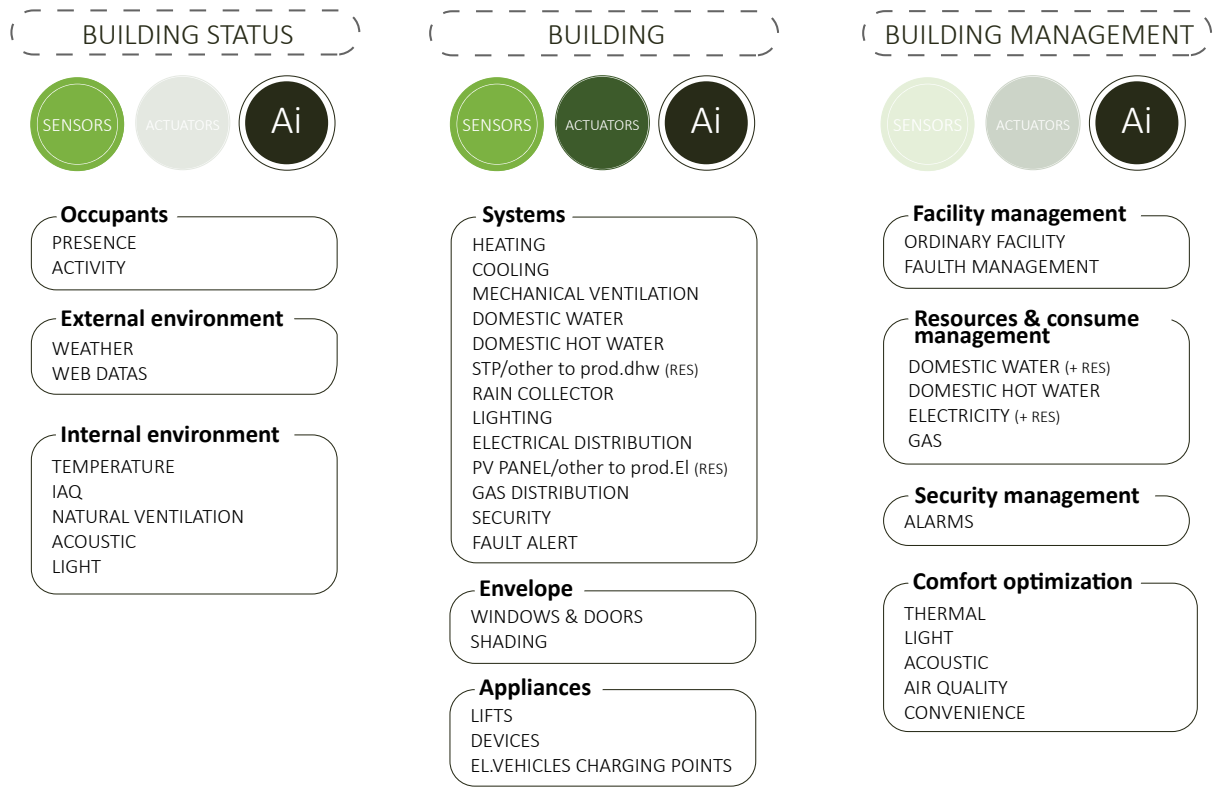 BUILDING STATUS
SENSORS
ACTUATORS
Ai
Occupants
PRESENCE
ACTIVITY
External environment
WEATHER
WEB DATAS
Internal environment
TEMPERATURE
IAQ
NATURAL VENTILATION
ACOUSTIC
LIGHT
BUILDING
SENSORS
ACTUATORS
Ai
Systems
HEATING
COOLING
MECHANICAL VENTILATION
DOMESTIC WATER
DOMESTIC HOT WATER
STP/other to prod.dhw (RES)
RAIN COLLECTOR
LIGHTING
ELECTRICAL DISTRIBUTION
PV PANEL/other to prod.El (RES)
GAS DISTRIBUTION
SECURITY
FAULT ALERT
Envelope
WINDOWS & DOORS
SHADING
Appliances
LIFTS
DEVICES
EL.VEHICLES CHARGING POINTS
BUILDING MANAGEMENT
SENSORS
ACTUATORS
Ai
Facility management
ORDINARY FACILITY
FAULTH MANAGEMENT
Resources & consume
management
DOMESTIC WATER (+ RES)
DOMESTIC HOT WATER
ELECTRICITY (+ RES)
GAS
Security management
ALARMS
Comfort optimization
THERMAL
LIGHT
ACOUSTIC
AIR QUALITY
CONVENIENCE